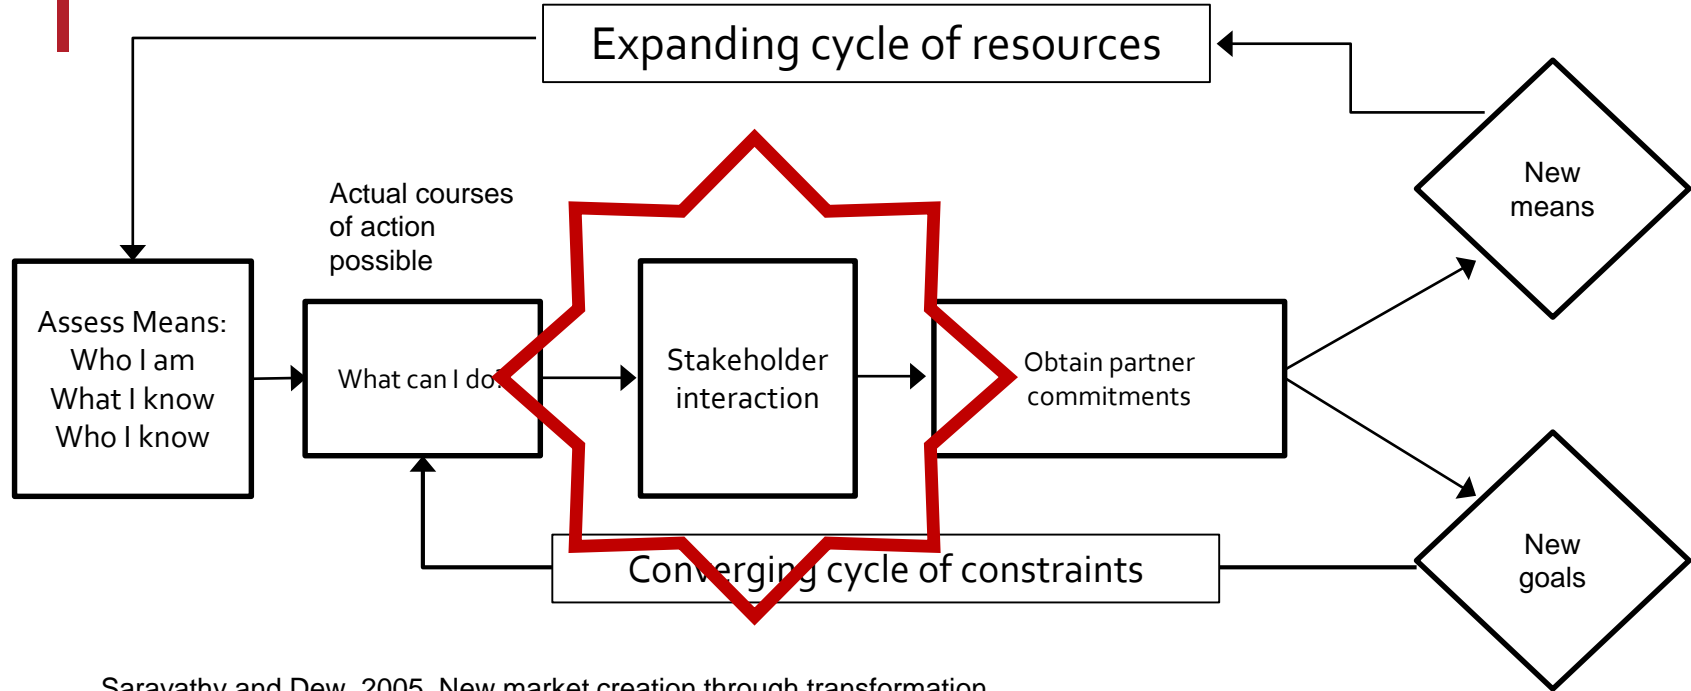 Expanding cycle of resources
New
means
Actual courses
of action
possible
Assess Means:
Who I am
What I know
Who I know
What can I do?
Stakeholder
interaction
Obtain partner
commitments
Converging cycle of constraints
New
goals
Saravathy and Dew, 2005, New market creation through transformation